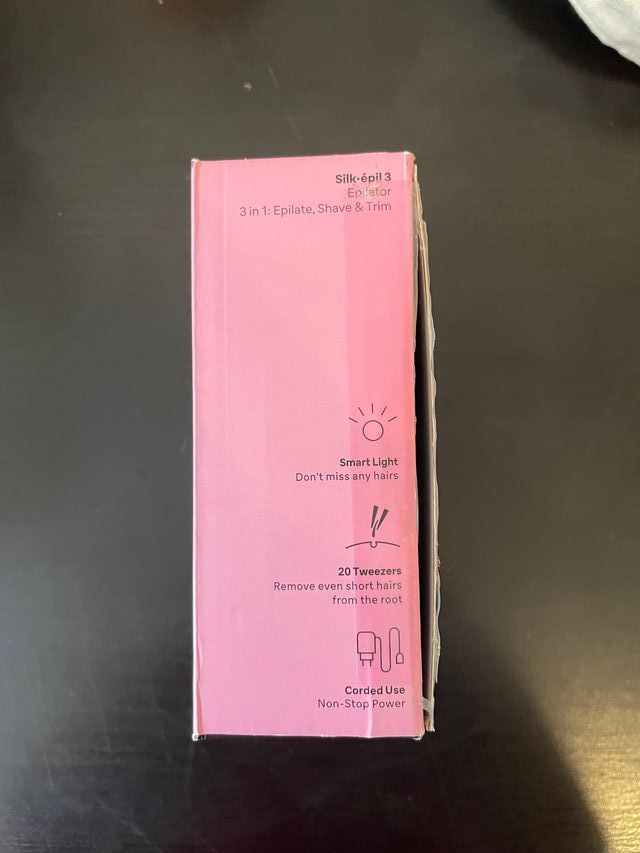 Silk·épil 3
Epilator
3 in 1: Epilate, Shave & Trim
Smart Light
Don't miss any hairs
20 Tweezers
Remove even short hairs
from the root
Corded Use
Non-Stop Power